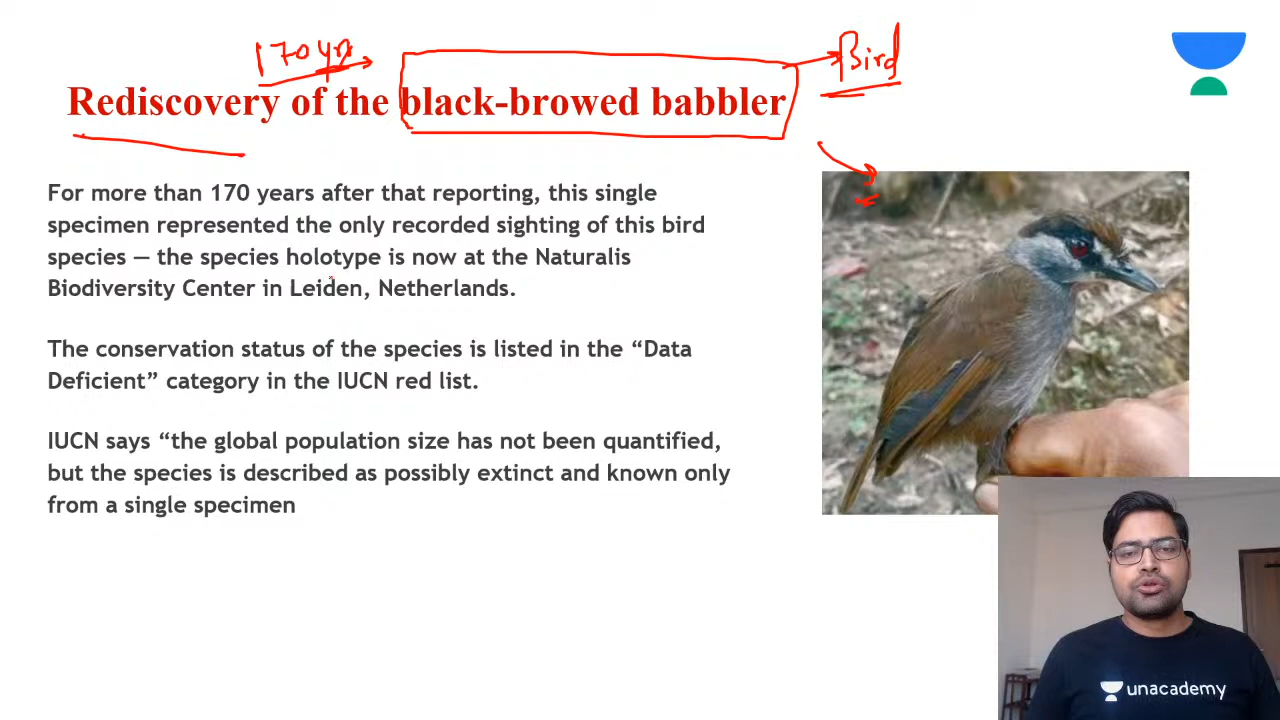 170 yr
Bird
Rediscovery of the black-browed babbler
For more than 170 years after that reporting, this single
specimen represented the only recorded sighting of this bird
species — the species holotype is now at the Naturalis
Biodiversity Center in Leiden, Netherlands.
The conservation status of the species is listed in the “Data
Deficient” category in the IUCN red list.
IUCN says “the global population size has not been quantified,
but the species is described as possibly extinct and known only
from a single specimen
unacademy